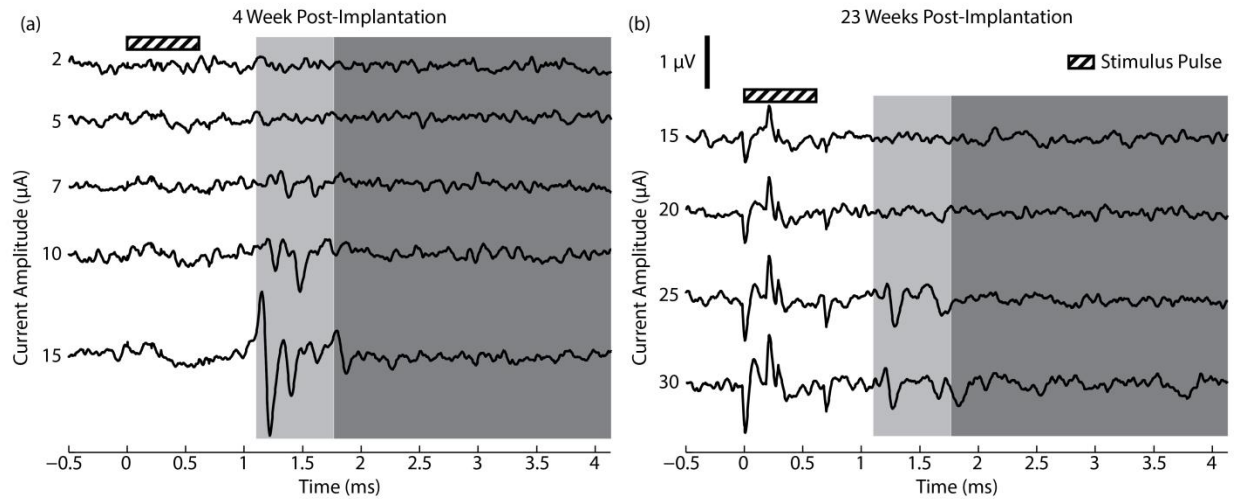 (a)
4 Week Post-Implantation
2
5
7
10
15
Current Amplitude (µA)
−0.5 0 0.5 1 1.5 2 2.5 3 3.5 4
Time (ms)
(b)
23 Weeks Post-Implantation
1 µV
Stimulus Pulse
15
20
25
30
Current Amplitude (µA)
−0.5 0 0.5 1 1.5 2 2.5 3 3.5 4
Time (ms)